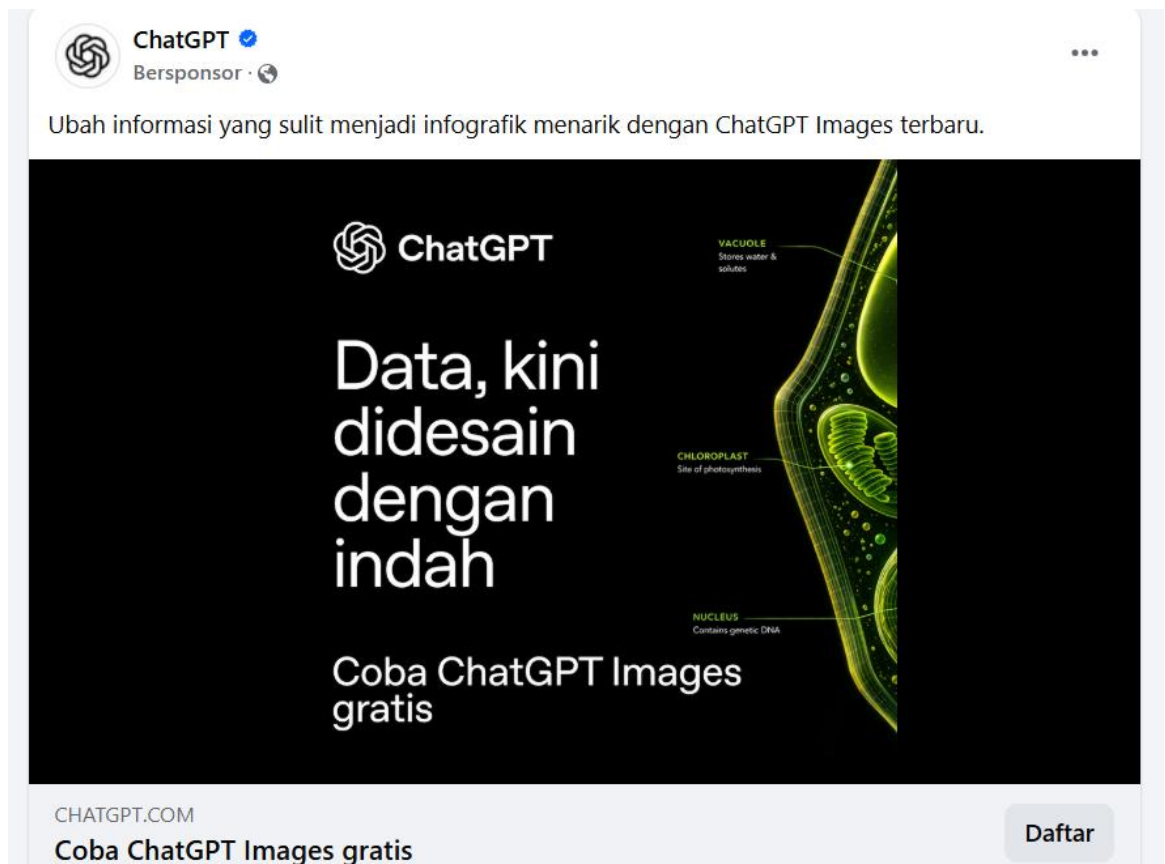 ChatGPT
Bersponsor ·
Ubah informasi yang sulit menjadi infografik menarik dengan ChatGPT Images terbaru.
ChatGPT
Data, kini
didesain
dengan
indah
VACUOLE
Stores water &
solutes
CHLOROPLAST
Site of photosynthesis
NUCLEUS
Contains genetic DNA
Coba ChatGPT Images
gratis
CHATGPT.COM
Coba ChatGPT Images gratis
Daftar